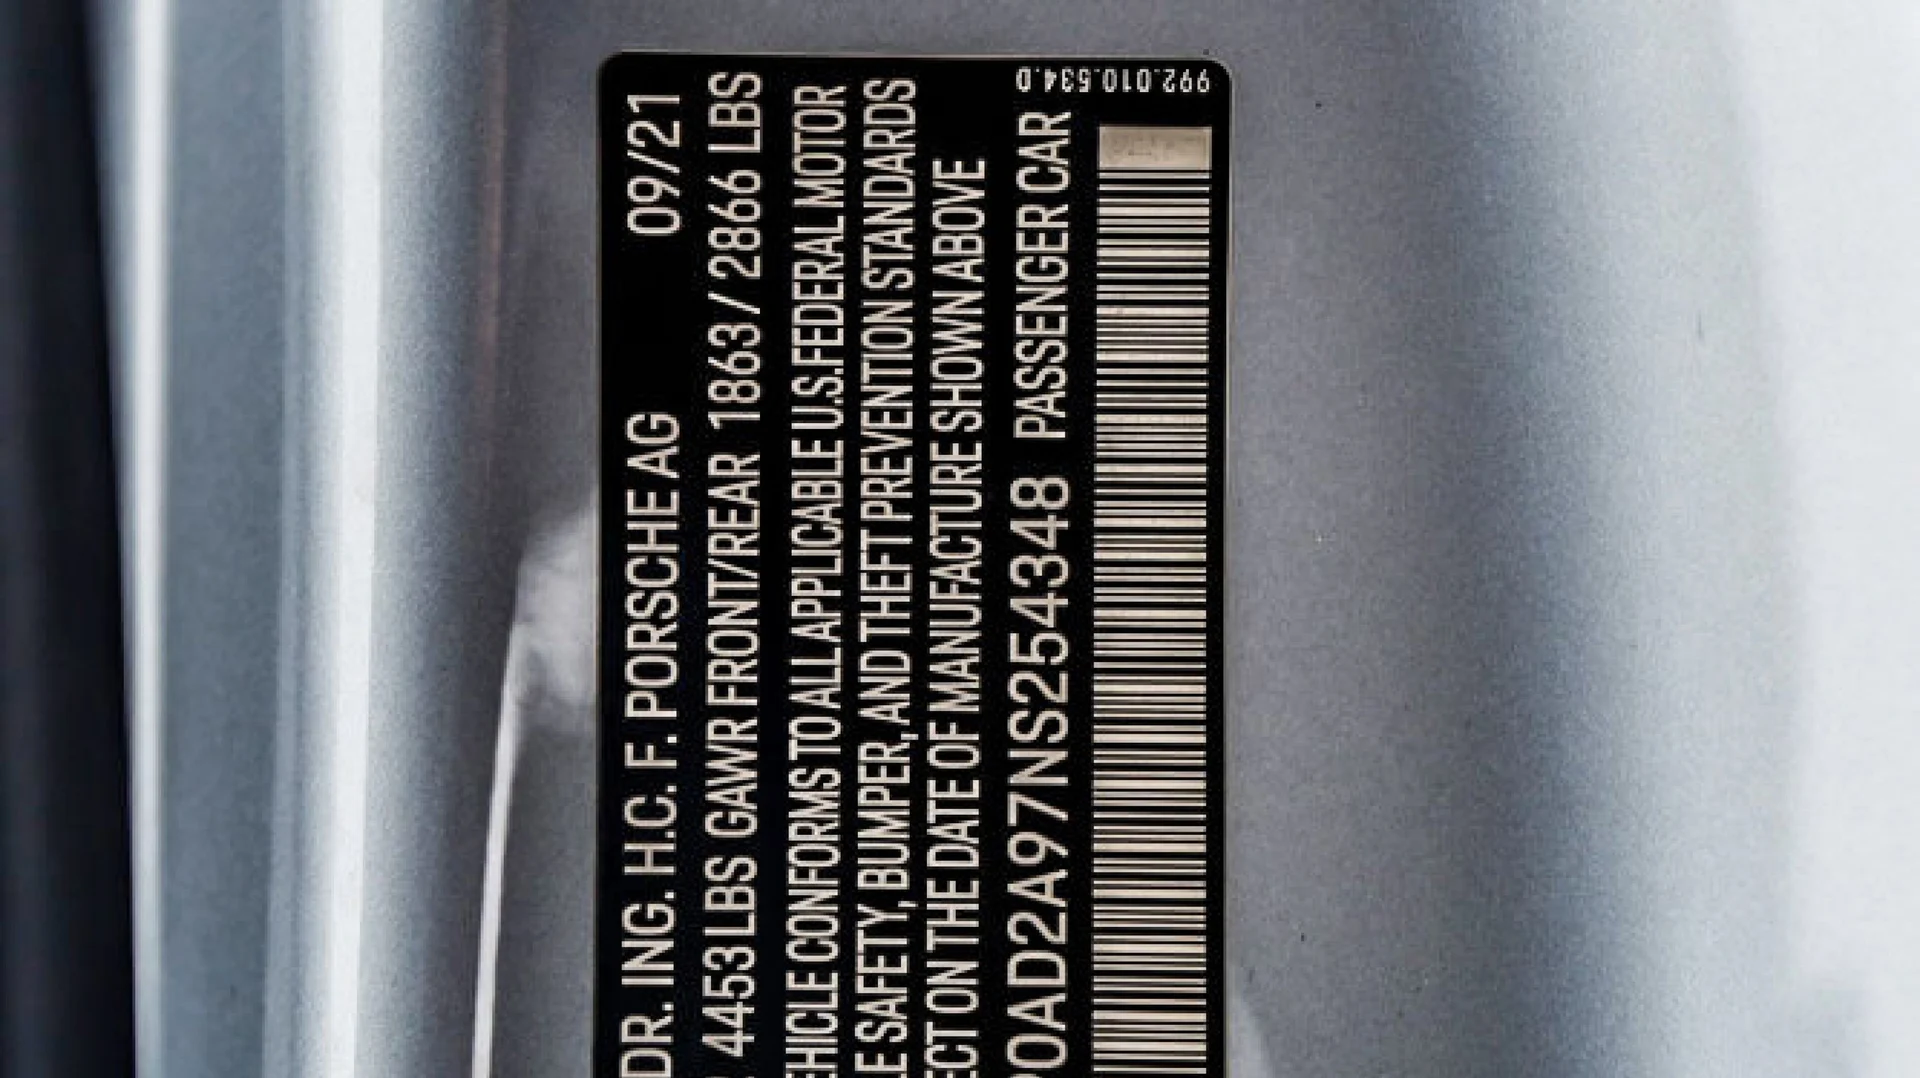 DR. ING. H.C. F. PORSCHE AG 09/21
4453 LBS GAWR FRONT/REAR 1863 / 2866 LBS
EHICLE CONFORMS TO ALL APPLICABLE U.S. FEDERAL MOTOR
LE SAFETY, BUMPER, AND THEFT PREVENTION STANDARDS
ECT ON THE DATE OF MANUFACTURE SHOWN ABOVE
P0AD2A97NS254348 PASSENGER CAR
992.010.534.D